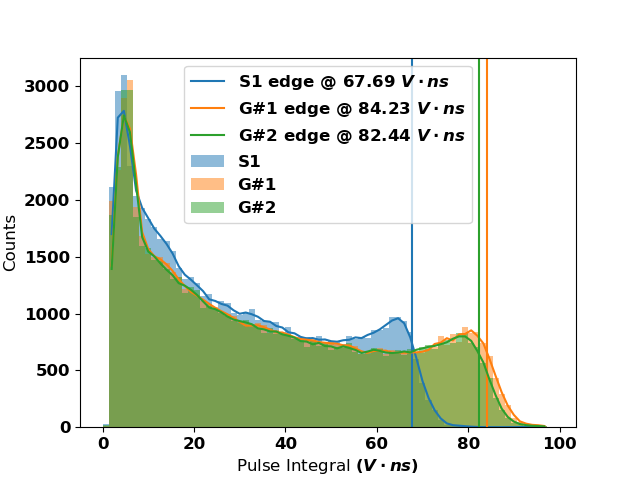 S1 edge @ 67.69 V · ns
G#1 edge @ 84.23 V · ns
G#2 edge @ 82.44 V · ns
S1
G#1
G#2
3000
2500
2000
1500
1000
500
0
Counts
0 20 40 60 80 100
Pulse Integral (V · ns)